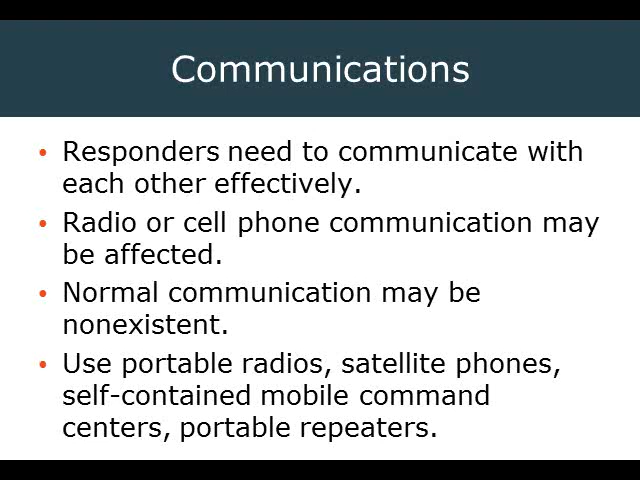 Communications
• Responders need to communicate with
each other effectively.
• Radio or cell phone communication may
be affected.
• Normal communication may be
nonexistent.
• Use portable radios, satellite phones,
self-contained mobile command
centers, portable repeaters.